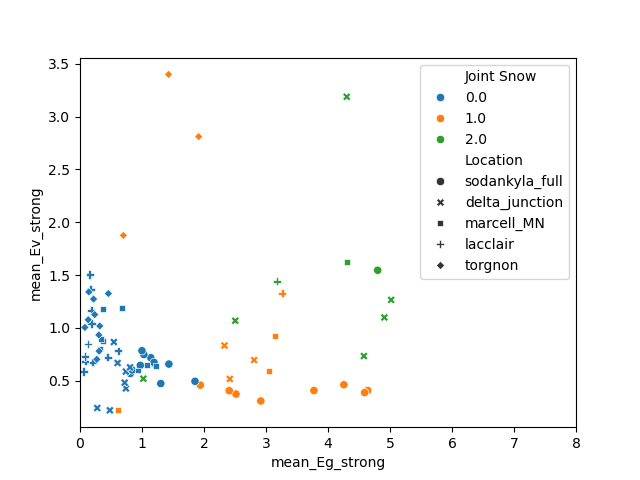 3.5
3.0
2.5
2.0
1.5
1.0
0.5
mean_Ev_strong
0 1 2 3 4 5 6 7 8
mean_Eg_strong
Joint Snow
0.0
1.0
2.0
Location
sodankyla_full
delta_junction
marcell_MN
lacclair
torgnon